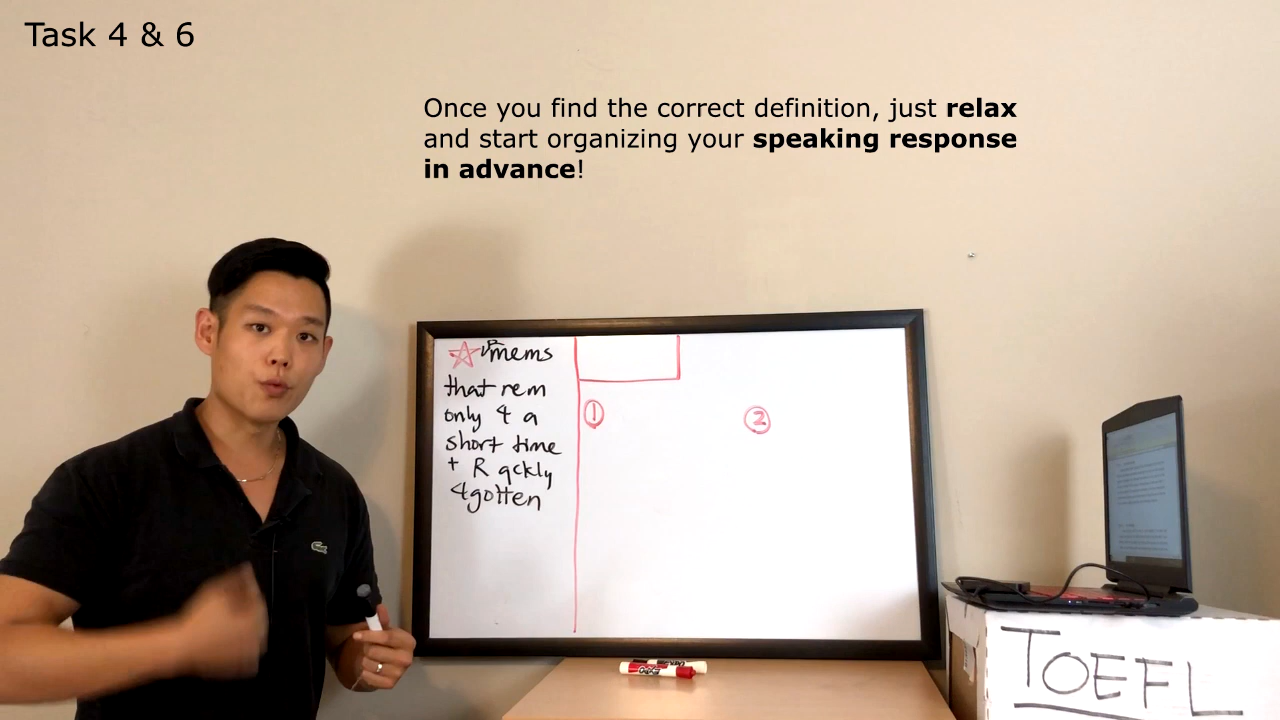 Task 4 & 6
Once you find the correct definition, just relax
and start organizing your speaking response
in advance!
mems
that rem
only 4 a
short time
+ R qckly
4gotten
①
②
TOEFL